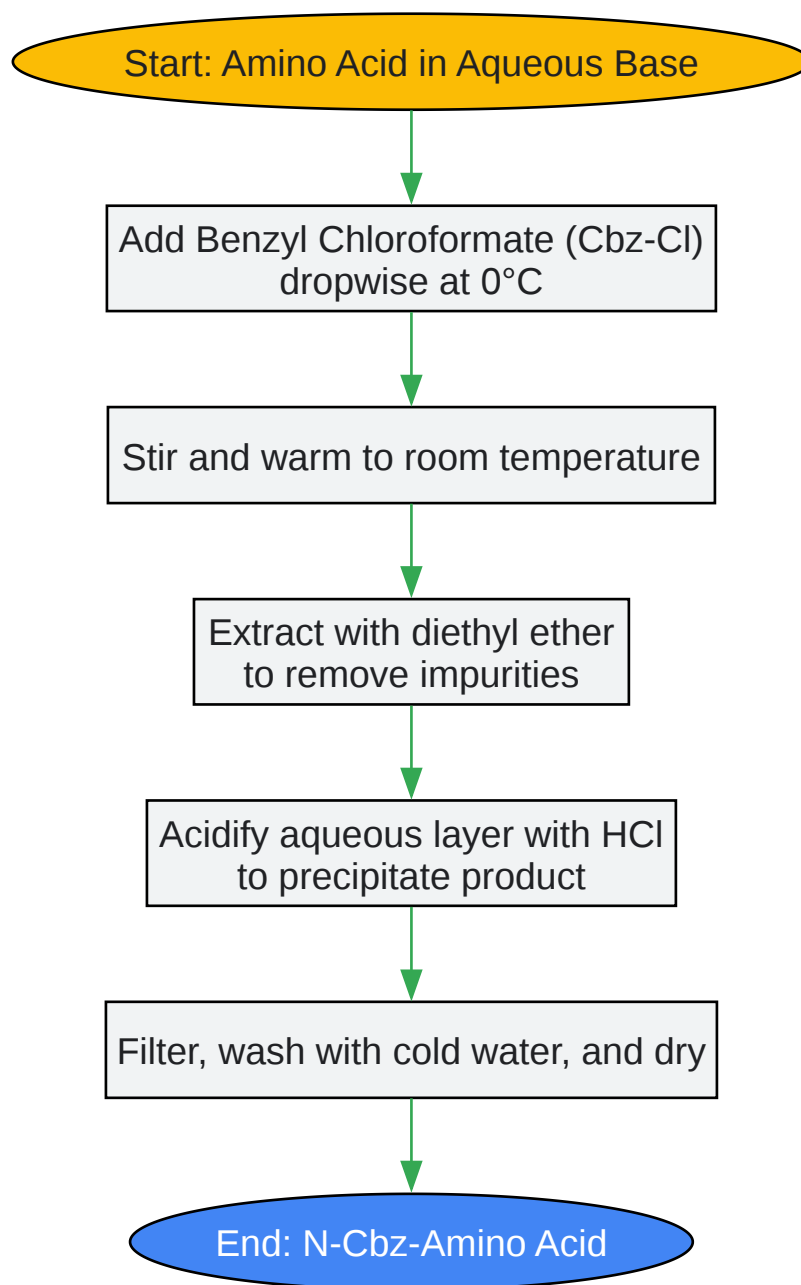 Start: Amino Acid in Aqueous Base
Add Benzyl Chloroformate (Cbz-Cl)
dropwise at 0°C
Stir and warm to room temperature
Extract with diethyl ether
to remove impurities
Acidify aqueous layer with HCl
to precipitate product
Filter, wash with cold water, and dry
End: N-Cbz-Amino Acid